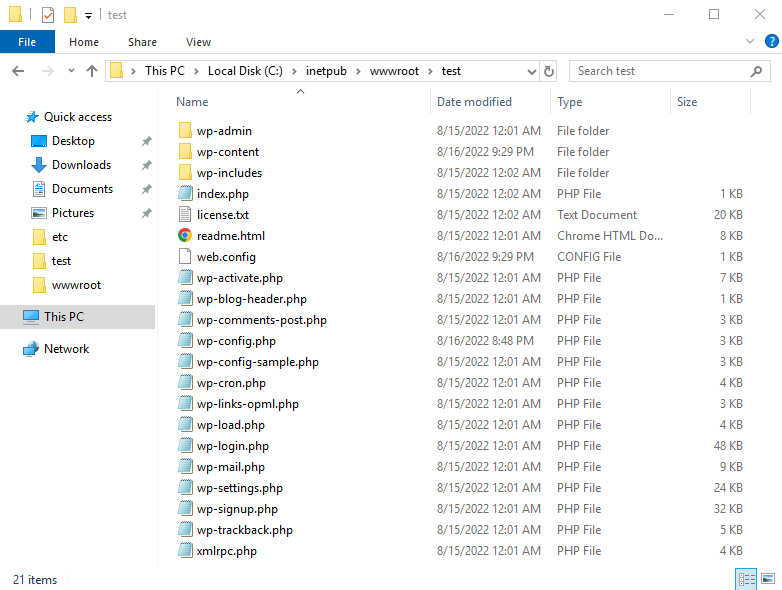 test
File Home Share View
This PC Local Disk (C:) inetpub wwwroot test Search test
Name Date modified Type Size
Quick access
Desktop
Downloads
Documents
Pictures
etc
test
wwwroot
This PC
Network
wp-admin 8/15/2022 12:01 AM File folder
wp-content 8/16/2022 9:29 PM File folder
wp-includes 8/15/2022 12:02 AM File folder
index.php 8/15/2022 12:02 AM PHP File 1 KB
license.txt 8/15/2022 12:02 AM Text Document 20 KB
readme.html 8/15/2022 12:01 AM Chrome HTML Do... 8 KB
web.config 8/16/2022 9:29 PM CONFIG File 1 KB
wp-activate.php 8/15/2022 12:01 AM PHP File 7 KB
wp-blog-header.php 8/15/2022 12:01 AM PHP File 1 KB
wp-comments-post.php 8/15/2022 12:01 AM PHP File 3 KB
wp-config.php 8/16/2022 8:48 PM PHP File 3 KB
wp-config-sample.php 8/15/2022 12:01 AM PHP File 3 KB
wp-cron.php 8/15/2022 12:01 AM PHP File 4 KB
wp-links-opml.php 8/15/2022 12:01 AM PHP File 3 KB
wp-load.php 8/15/2022 12:01 AM PHP File 4 KB
wp-login.php 8/15/2022 12:01 AM PHP File 48 KB
wp-mail.php 8/15/2022 12:01 AM PHP File 9 KB
wp-settings.php 8/15/2022 12:01 AM PHP File 24 KB
wp-signup.php 8/15/2022 12:01 AM PHP File 32 KB
wp-trackback.php 8/15/2022 12:01 AM PHP File 5 KB
xmlrpc.php 8/15/2022 12:01 AM PHP File 4 KB
21 items